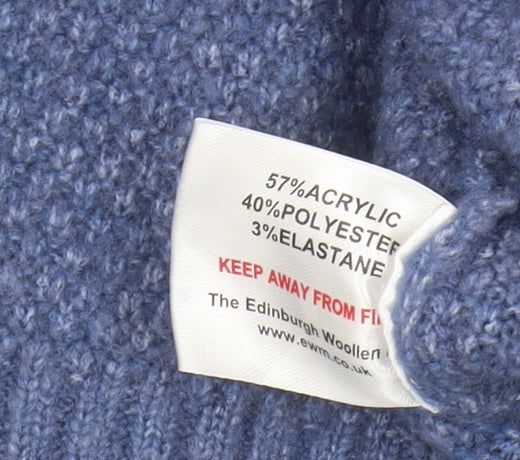 57%ACRYLIC
40%POLYESTER
3%ELASTANE
KEEP AWAY FROM
The Edinburgh Woollen
www.ewm.co.uk